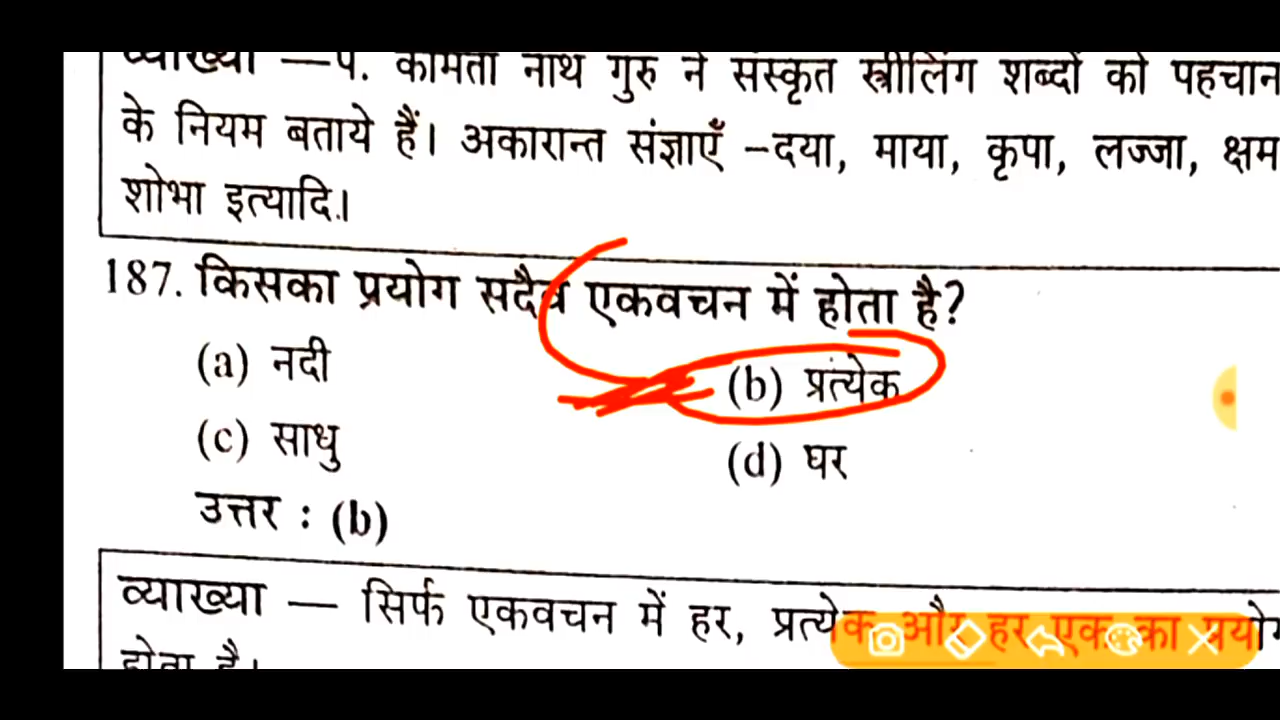 व्याख्या —पं. कामता नाथ गुरु ने संस्कृत स्त्रीलिंग शब्दों को पहचान
के नियम बताये हैं। अकारान्त संज्ञाएँ –दया, माया, कृपा, लज्जा, क्षम
शोभा इत्यादि।
187. किसका प्रयोग सदैव एकवचन में होता है?
(a) नदी (b) प्रत्येक
(c) साधु (d) घर
उत्तर : (b)
व्याख्या — सिर्फ एकवचन में हर, प्रत्येक और हर एक का प्रयोग
होता है।